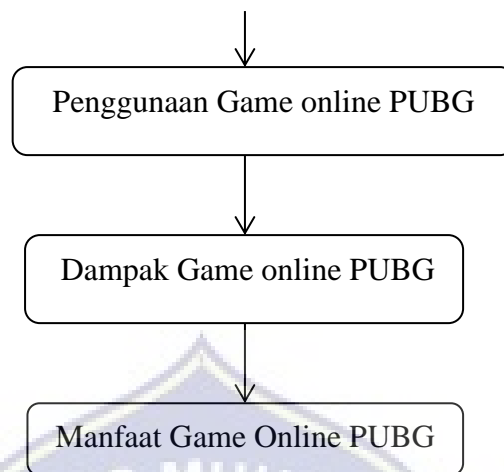 Penggunaan Game online PUBG
Dampak Game online PUBG
Manfaat Game Online PUBG